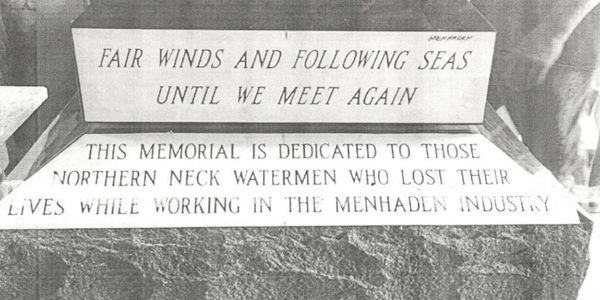 MENHADEN
FAIR WINDS AND FOLLOWING SEAS
UNTIL WE MEET AGAIN
THIS MEMORIAL IS DEDICATED TO THOSE
NORTHERN NECK WATERMEN WHO LOST THEIR
LIVES WHILE WORKING IN THE MENHADEN INDUSTRY